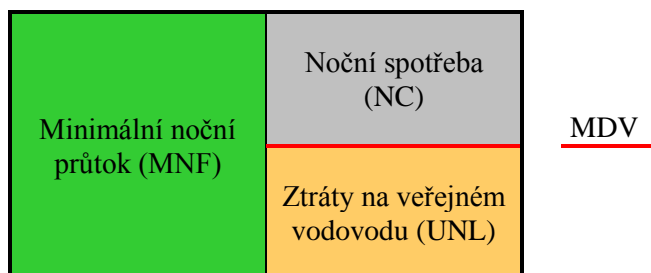 Minimální noční
průtok (MNF)
Noční spotřeba
(NC)
Ztráty na veřejném
vodovodu (UNL)
MDV